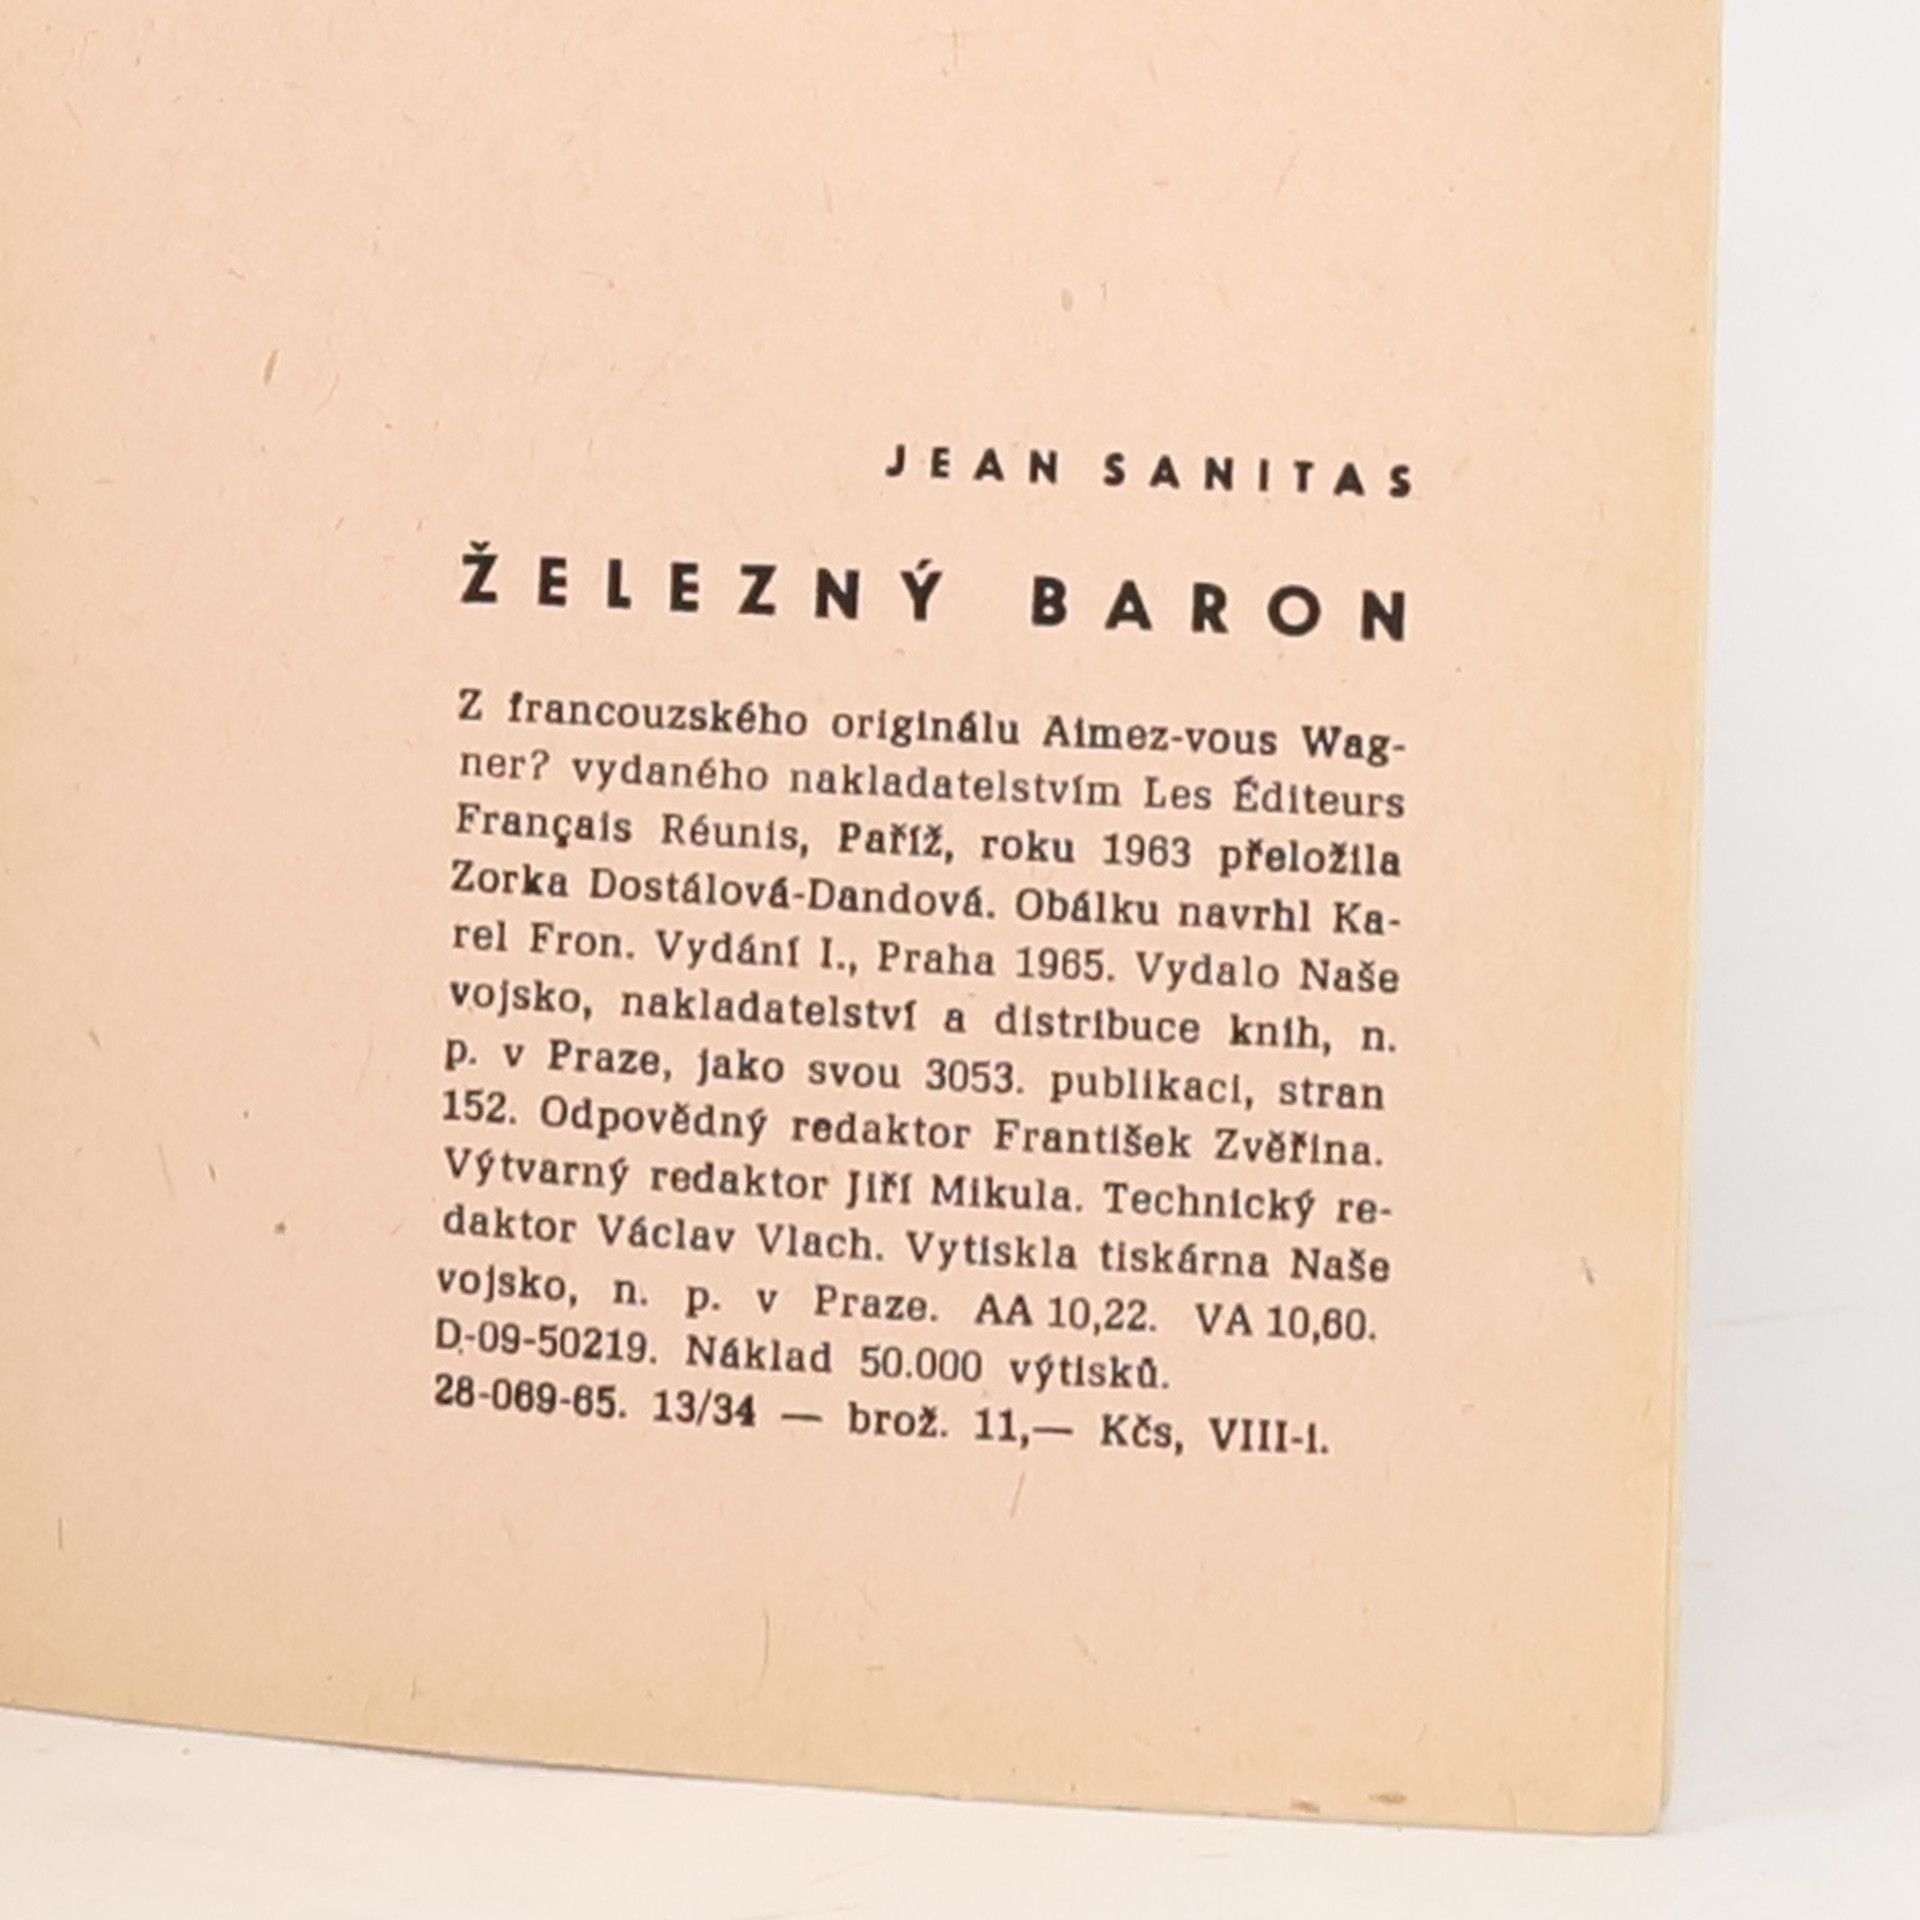 JEAN SANITAS
ŽELEZNÝ BARON
Z francouzského originálu Aimez-vous Wag-
ner? vydaného nakladatelstvím Les Éditeurs
Français Réunis, Paříž, roku 1963 přeložila
Zorka Dostálová-Dandová. Obálku navrhl Ka-
rel Fron. Vydání I., Praha 1965. Vydalo Naše
vojsko, nakladatelství a distribuce knih, n.
p. v Praze, jako svou 3053. publikaci, stran
152. Odpovědný redaktor František Zvěřina.
Výtvarný redaktor Jiří Mikula. Technický re-
daktor Václav Vlach. Vytiskla tiskárna Naše
vojsko, n. p. v Praze. AA 10,22. VA 10,60.
D-09-50219. Náklad 50.000 výtisků.
28-069-65. 13/34 — brož. 11,— Kčs, VIII-1.